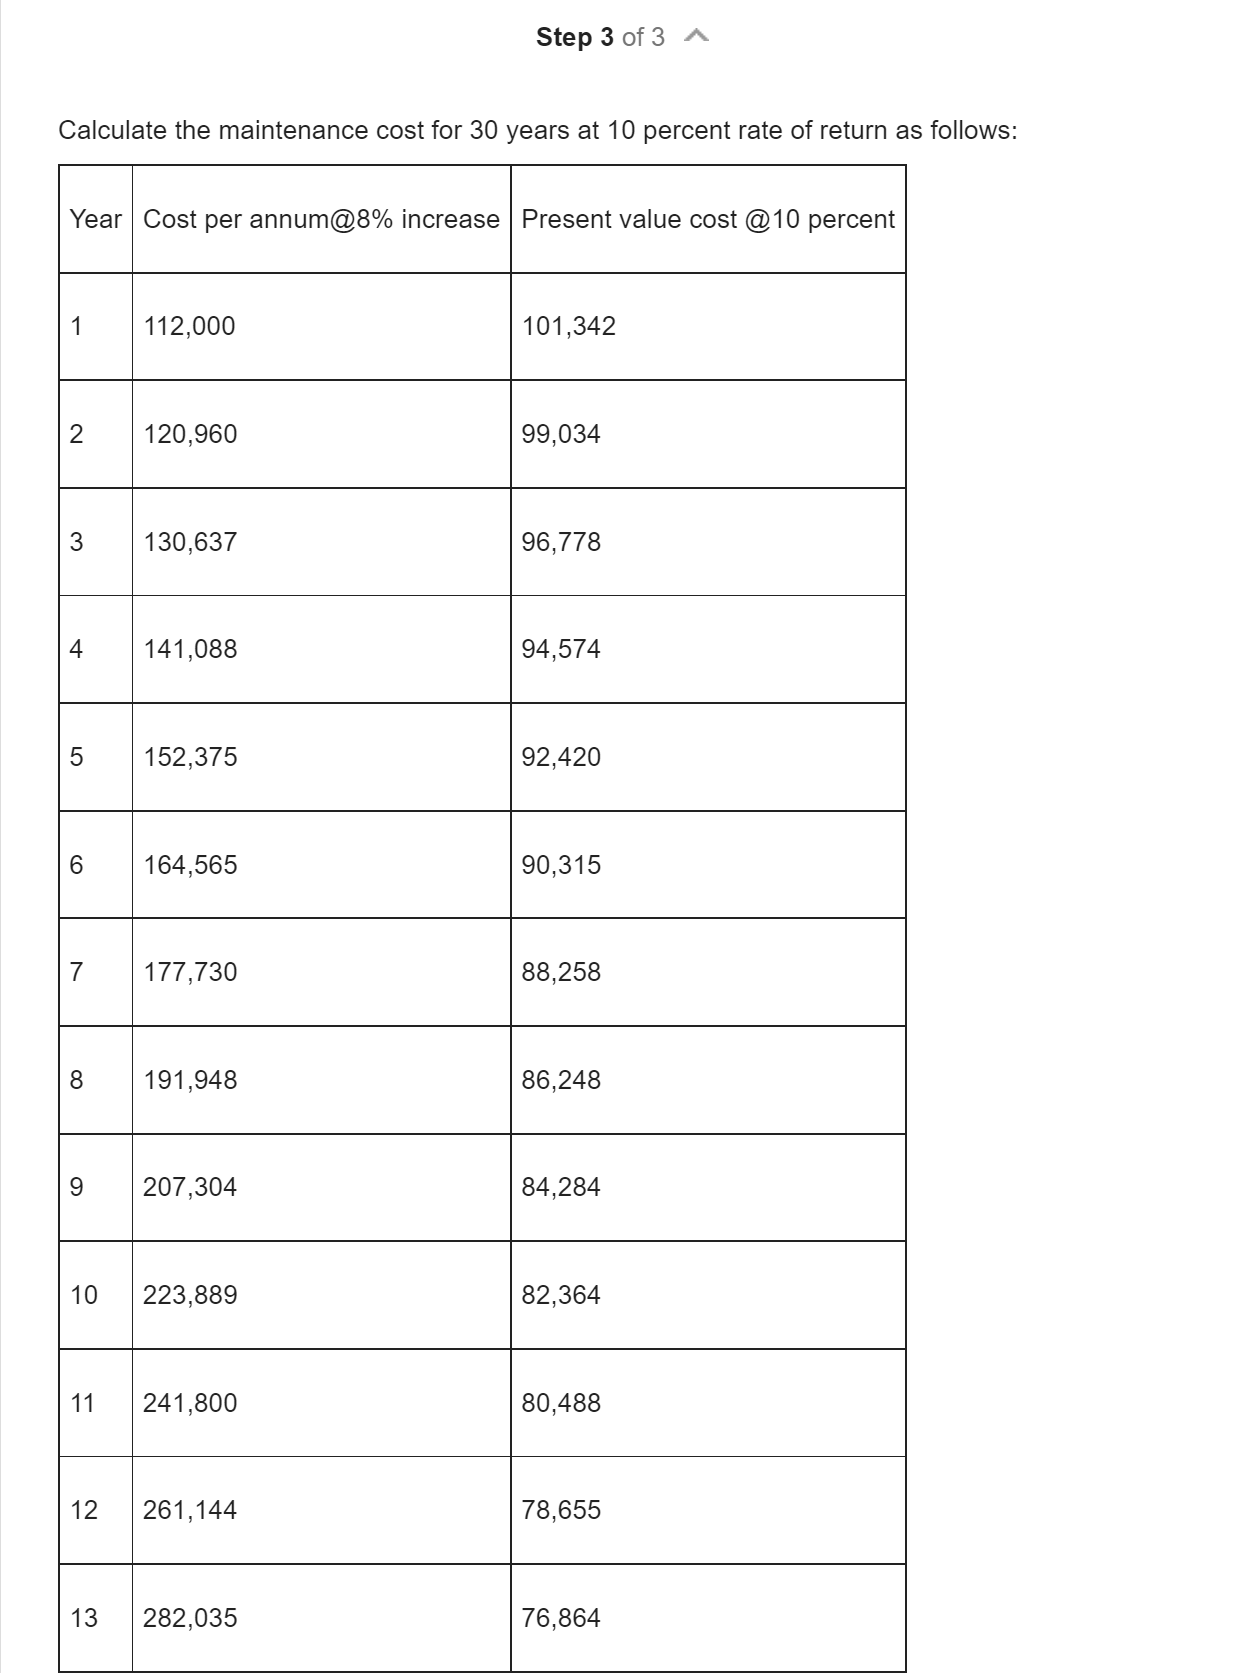 Step 3 of 3
Calculate the maintenance cost for 30 years at 10 percent rate of return as follows:
Year Cost per annum@8% increase Present value cost @10 percent
1 112,000 101,342
2 120,960 99,034
3 130,637 96,778
4 141,088 94,574
5 152,375 92,420
6 164,565 90,315
7 177,730 88,258
8 191,948 86,248
9 207,304 84,284
10 223,889 82,364
11 241,800 80,488
12 261,144 78,655
13 282,035 76,864